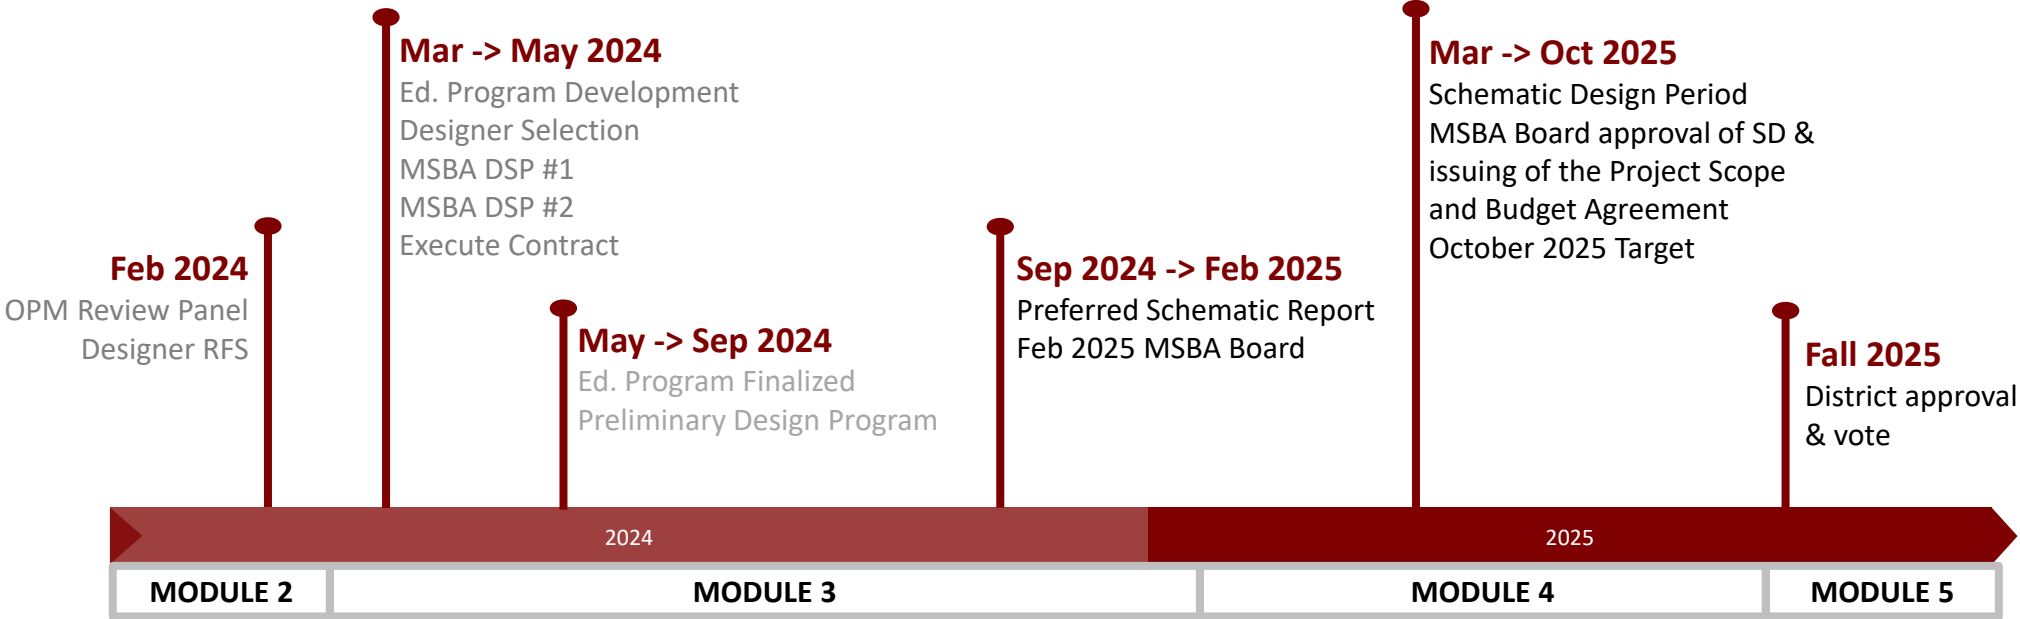 Feb 2024
OPM Review Panel
Designer RFS
Mar -> May 2024
Ed. Program Development
Designer Selection
MSBA DSP #1
MSBA DSP #2
Execute Contract
May -> Sep 2024
Ed. Program Finalized
Preliminary Design Program
Sep 2024 -> Feb 2025
Preferred Schematic Report
Feb 2025 MSBA Board
Mar -> Oct 2025
Schematic Design Period
MSBA Board approval of SD &
issuing of the Project Scope
and Budget Agreement
October 2025 Target
Fall 2025
District approval
& vote
2024
2025
MODULE 2
MODULE 3
MODULE 4
MODULE 5